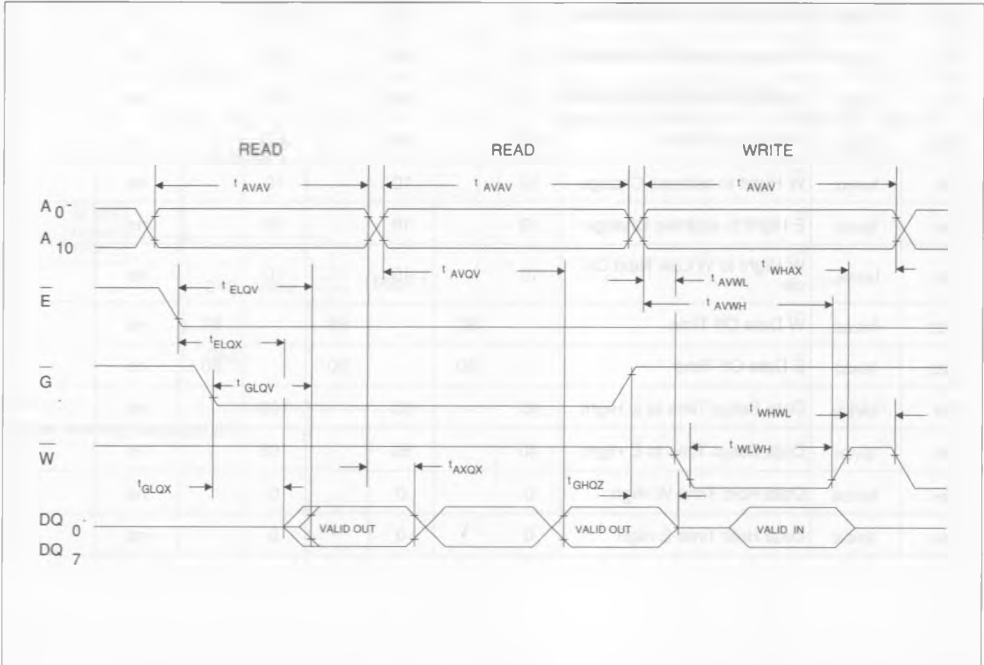 READ READ WRITE
t AVAV t AVAV t AVAV
A 0 -
A 10
t AVQV
t WHAX
t AVWL
t ELQV
t AVWH
E
t ELQX
G
t GLQV
t WHWL
W
t WLWH
t AXQX
t GLQX
t GHQZ
DQ 0 -
DQ 7
VALID OUT VALID OUT VALID IN